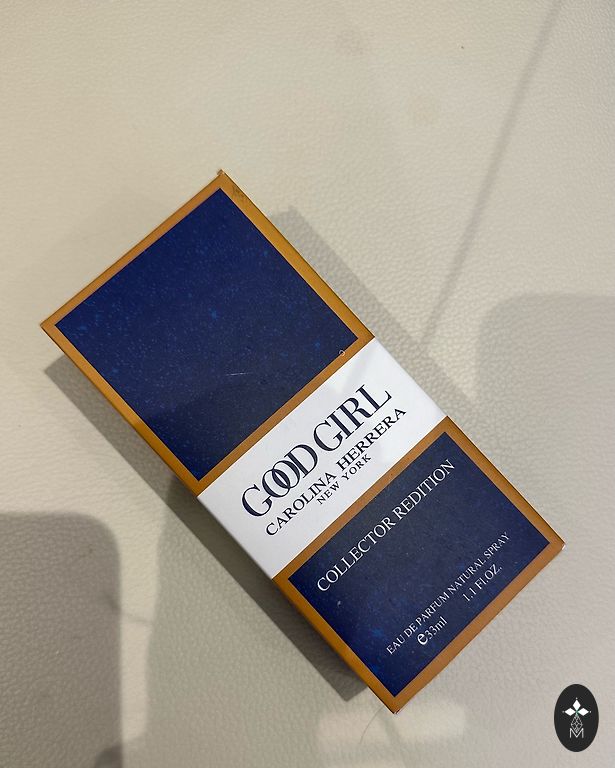 GOOD GIRL
CAROLINA HERRERA
NEW YORK
COLLECTOR REDITION
EAU DE PARFUM NATURAL SPRAY
e33ml 1.1 Fl.OZ.
M